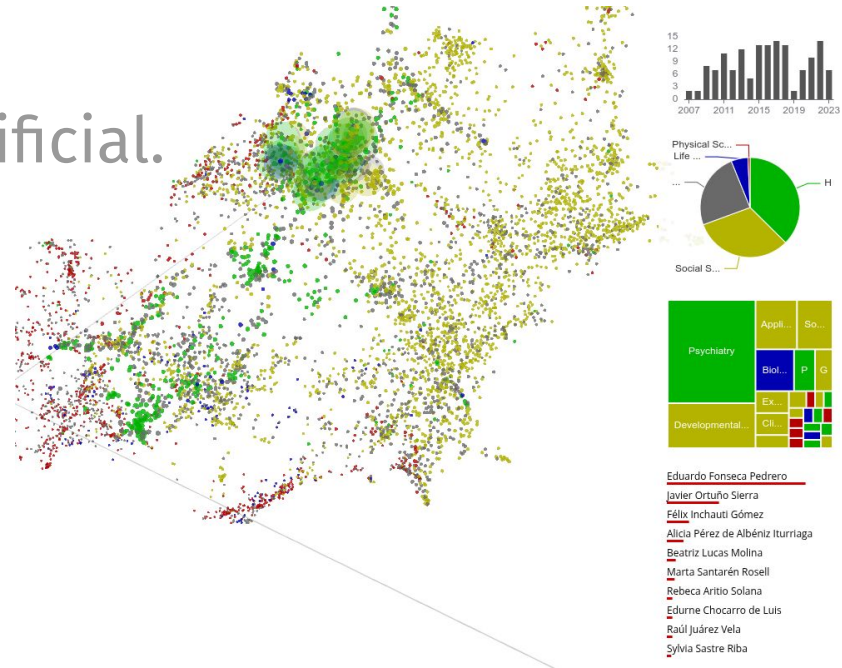 ificial.
15
12
9
6
3
0
2007 2011 2015 2019 2023
Physical Sc...
Life ...
...
H
Social S...
Psychiatry
Appli...
So...
Biol...
P
G
Developmental...
Ex...
Cli...
Eduardo Fonseca Pedrero
Javier Ortuño Sierra
Félix Inchauti Gómez
Alicia Pérez de Albéniz Iturriaga
Beatriz Lucas Molina
Marta Santarén Rosell
Rebeca Aritio Solana
Edurne Chocarro de Luis
Raúl Juárez Vela
Sylvia Sastre Riba